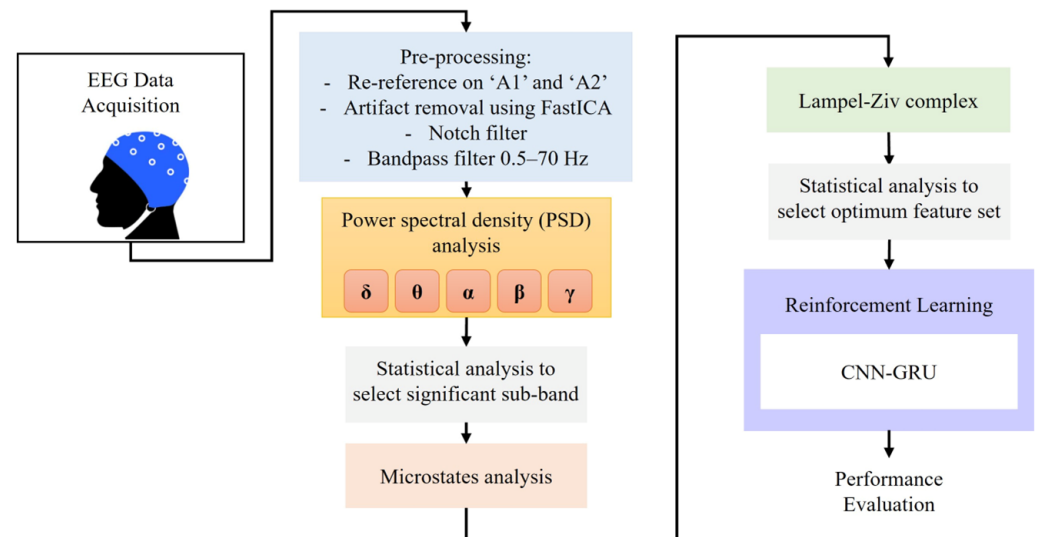 EEG Data
Acquisition
Pre-processing:
- Re-reference on ‘A1’ and ‘A2’
- Artifact removal using FastICA
- Notch filter
- Bandpass filter 0.5–70 Hz
Power spectral density (PSD)
analysis
δ θ α β γ
Statistical analysis to
select significant sub-band
Microstates analysis
Lampel-Ziv complex
Statistical analysis to
select optimum feature set
Reinforcement Learning
CNN-GRU
Performance
Evaluation